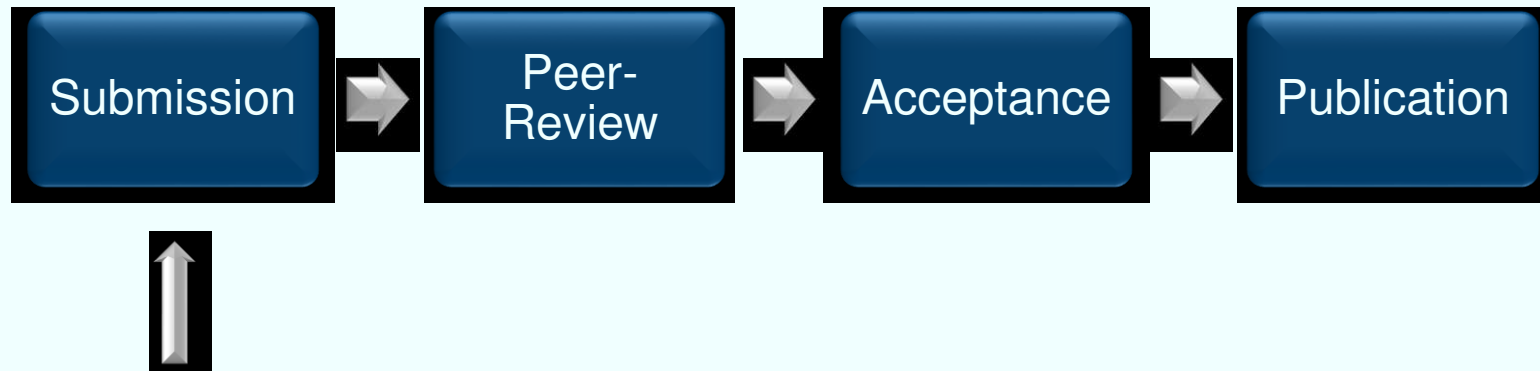 Submission
Peer-
Review
Acceptance
Publication